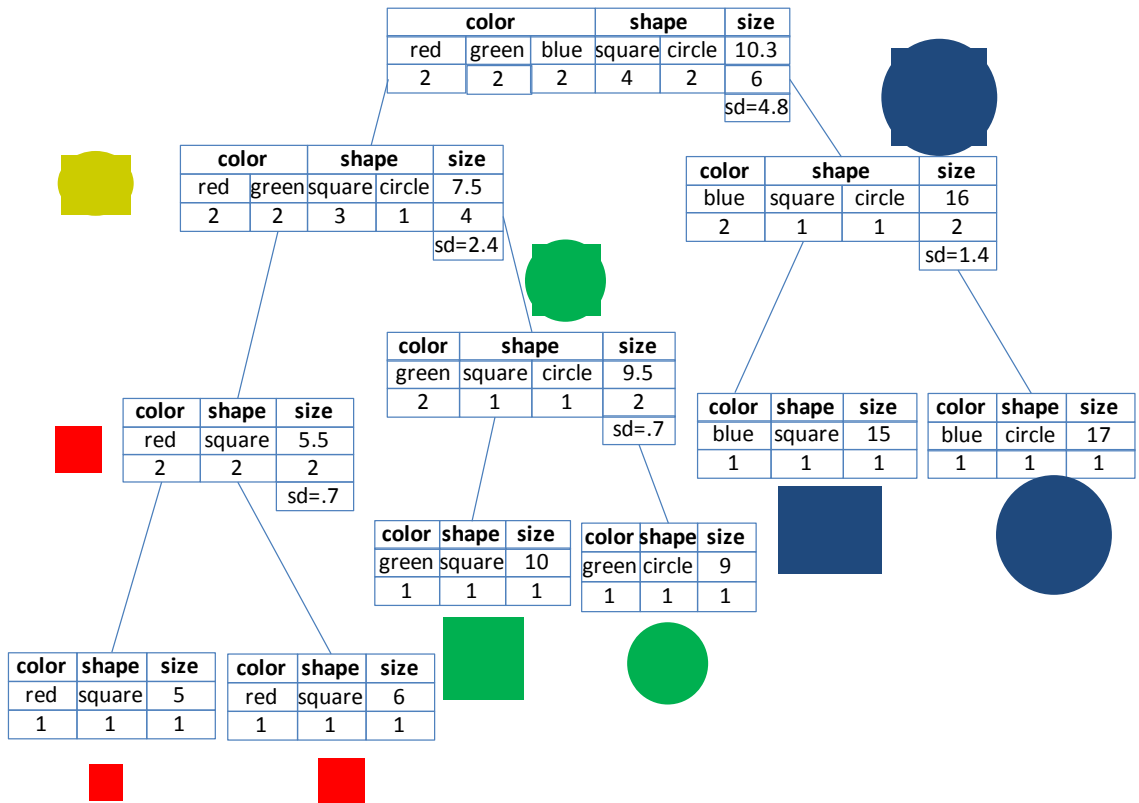 color shape size
red green blue square circle 10.3
2 2 2 4 2 6
sd=4.8
color shape size
red green square circle 7.5
2 2 3 1 4
sd=2.4
color shape size
blue square circle 16
2 1 1 2
sd=1.4
color shape size
green square circle 9.5
2 1 1 2
sd=.7
color shape size
red square 5.5
2 2 2
sd=.7
color shape size
blue square 15
1 1 1
color shape size
blue circle 17
1 1 1
color shape size
green square 10
1 1 1
color shape size
green circle 9
1 1 1
color shape size
red square 5
1 1 1
color shape size
red square 6
1 1 1